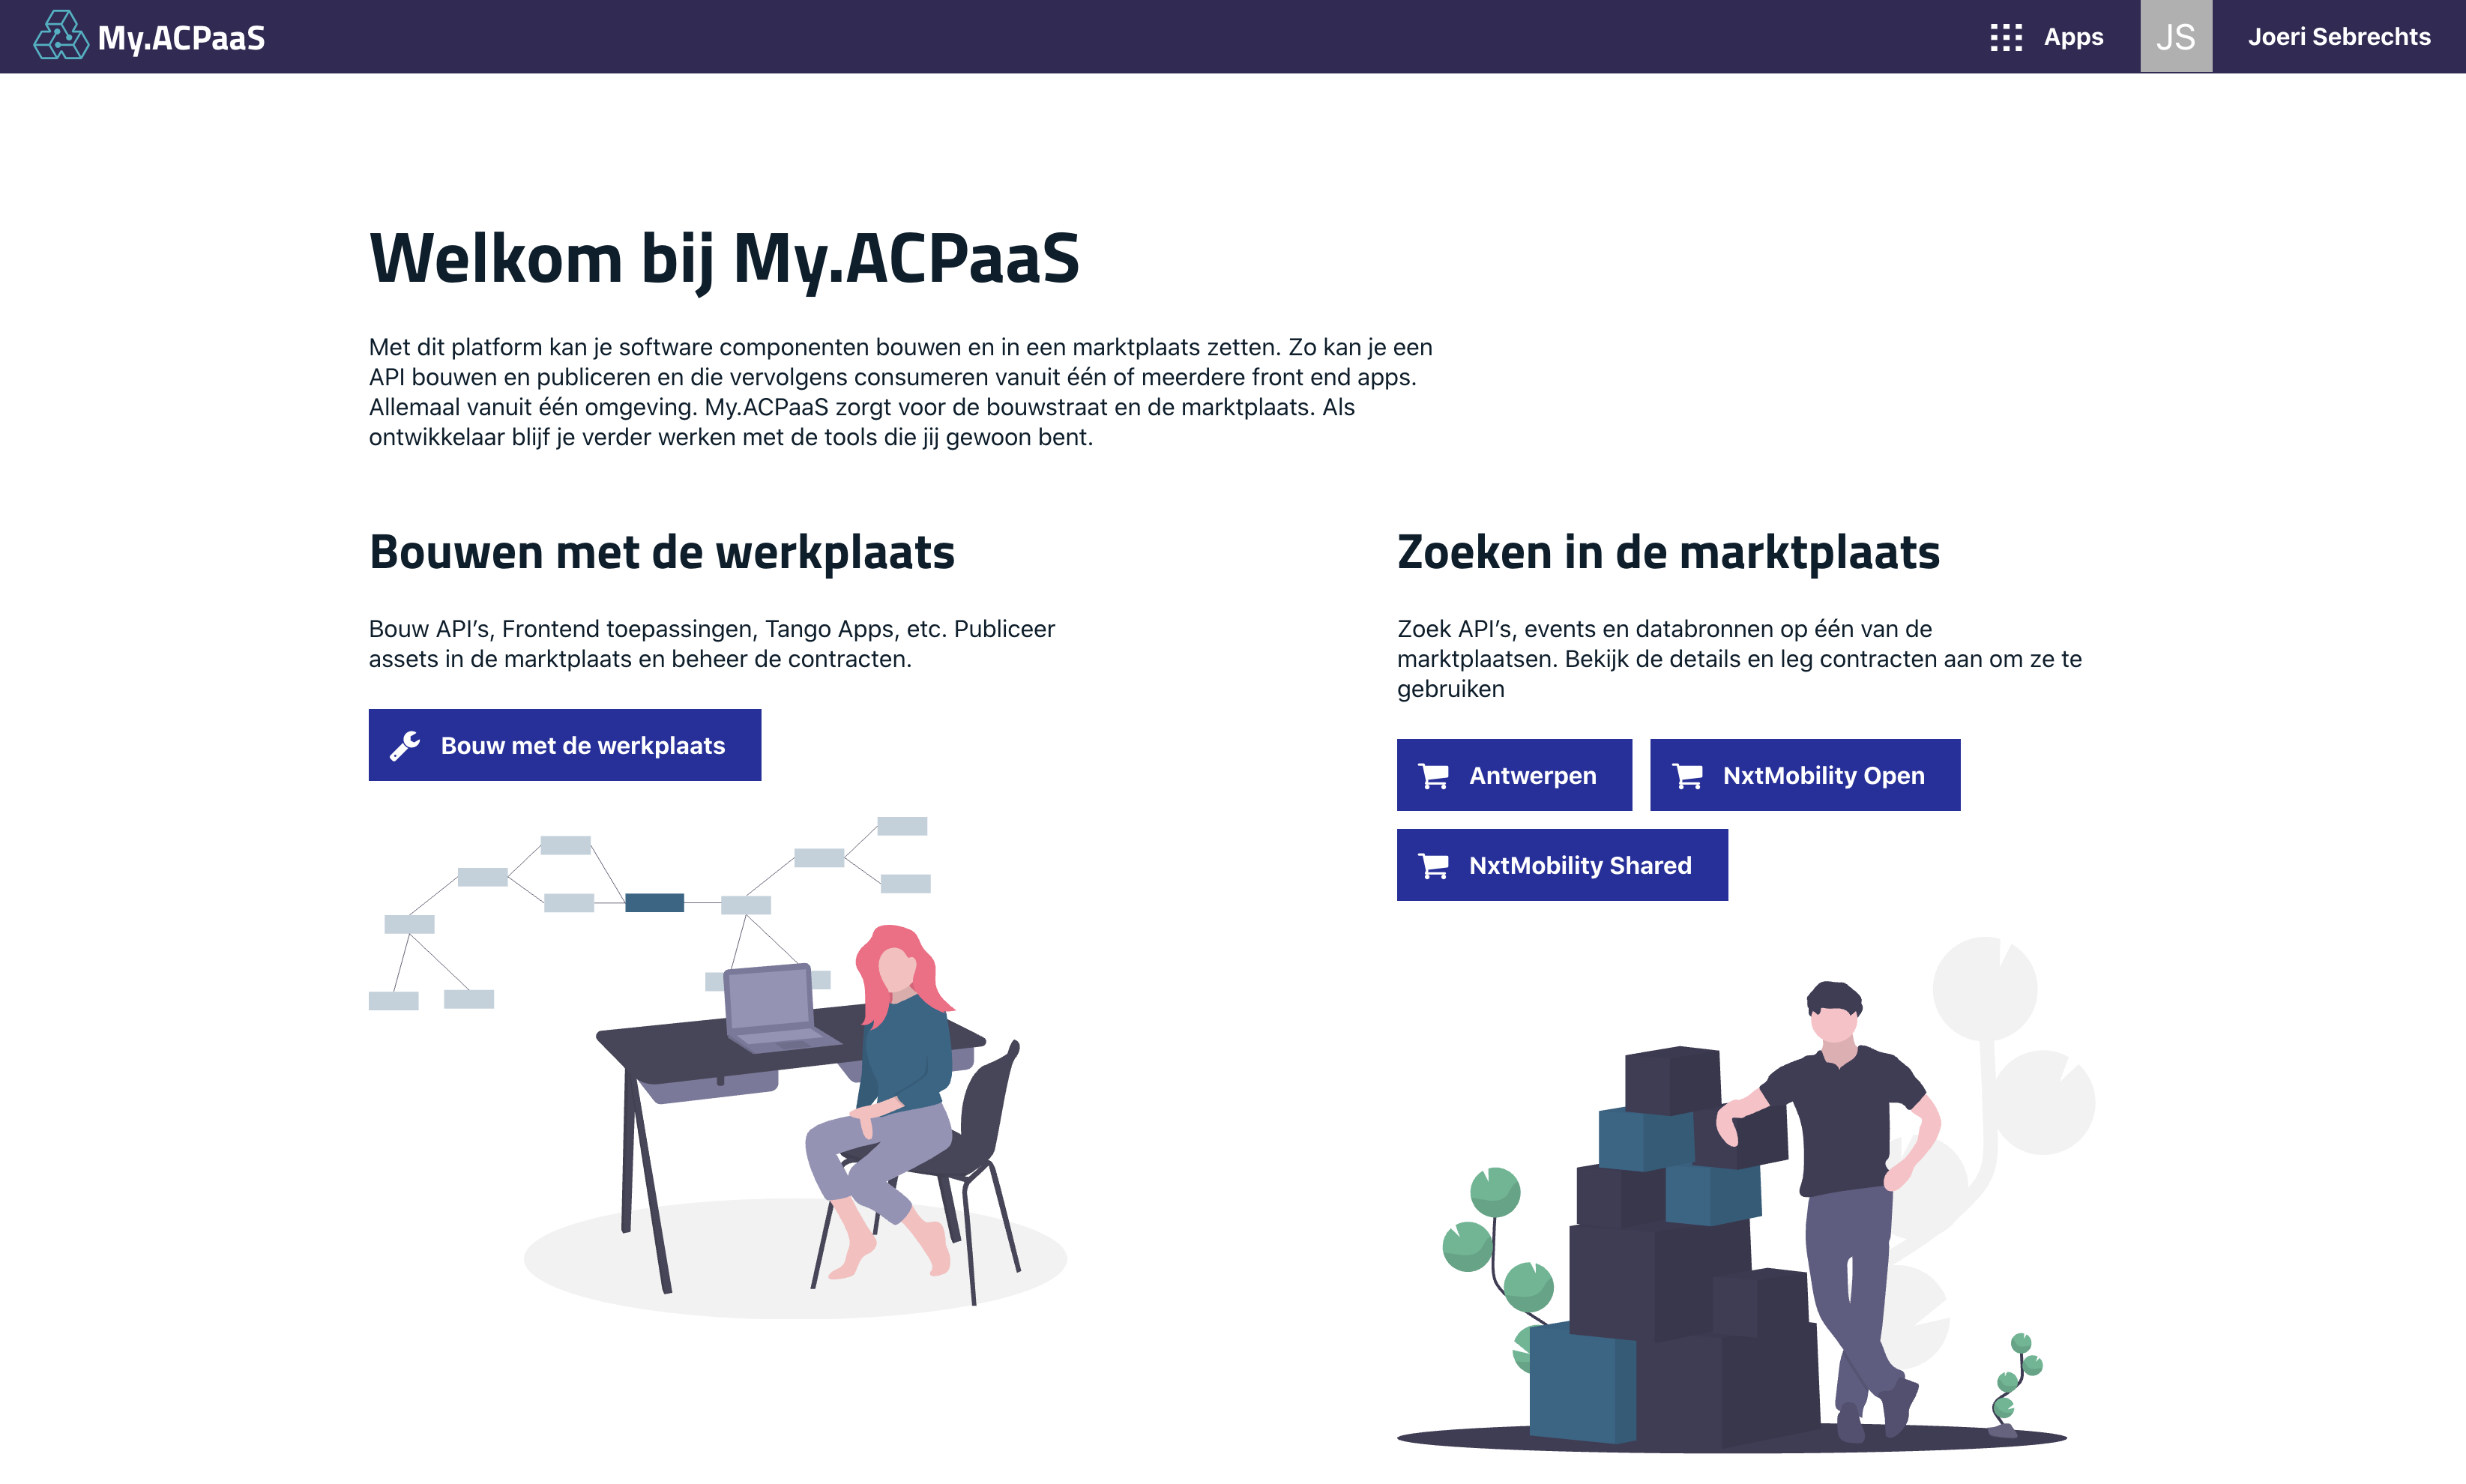 My.ACPaaS
Apps
JS
Joeri Sebrechts
Welkom bij My.ACPaaS
Met dit platform kan je software componenten bouwen en in een marktplaats zetten. Zo kan je een
API bouwen en publiceren en die vervolgens consumeren vanuit één of meerdere front end apps.
Allemaal vanuit één omgeving. My.ACPaaS zorgt voor de bouwstraat en de marktplaats. Als
ontwikkelaar blijf je verder werken met de tools die jij gewoon bent.
Bouwen met de werkplaats
Bouw API’s, Frontend toepassingen, Tango Apps, etc. Publiceer
assets in de marktplaats en beheer de contracten.
Bouw met de werkplaats
Zoeken in de marktplaats
Zoek API’s, events en databronnen op één van de
marktplaatsen. Bekijk de details en leg contracten aan om ze te
gebruiken
Antwerpen
NxtMobility Open
NxtMobility Shared